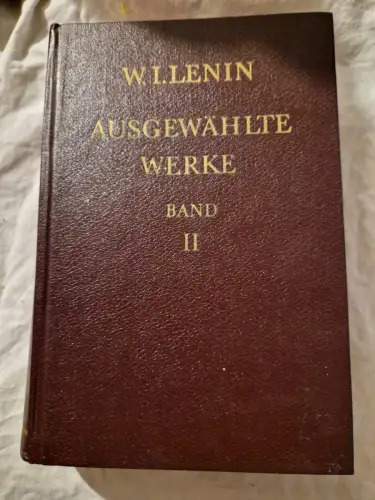 W. I. LENIN
AUSGEWÄHLTE
WERKE
BAND
II